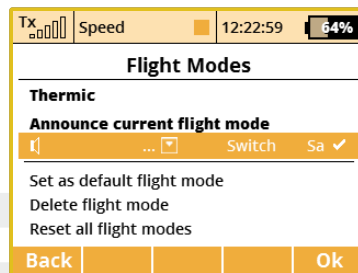 Tx Speed 12:22:59 64%
Flight Modes
Thermic
Announce current flight mode
... Switch Sa
Set as default flight mode
Delete flight mode
Reset all flight modes
Back Ok